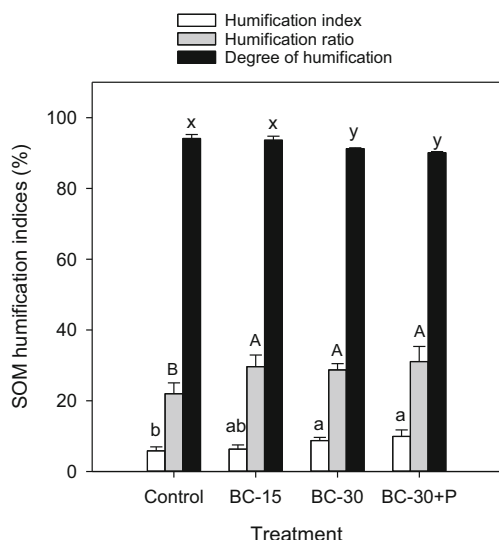 Humification index
Humification ratio
Degree of humification
SOM humification indices (%)
100
80
60
40
20
0
x x y y
B A A A
b ab a a
Control BC-15 BC-30 BC-30+P
Treatment